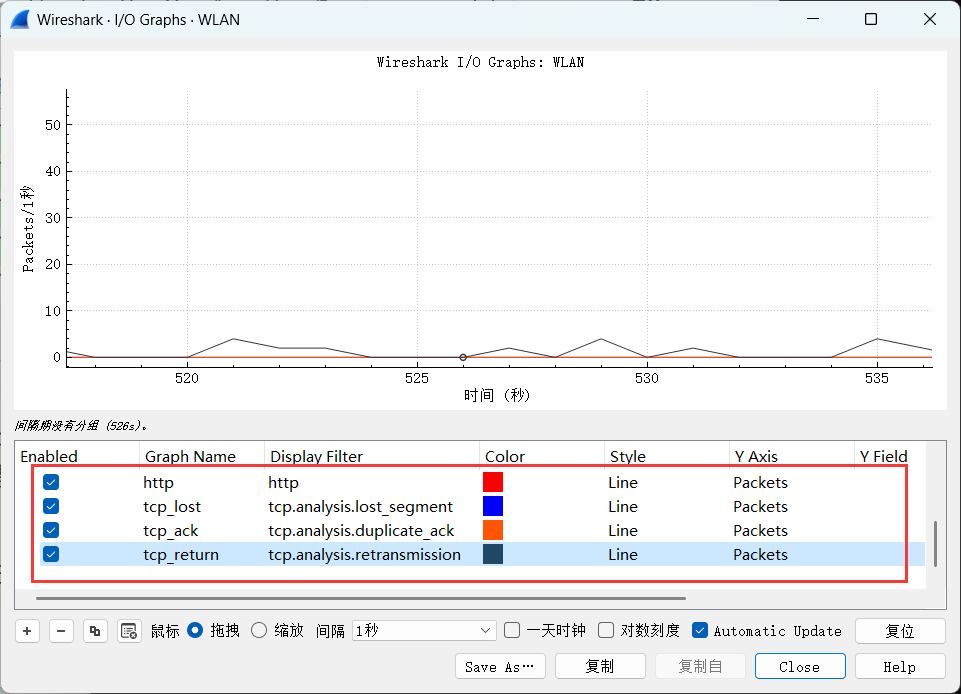 Wireshark · I/O Graphs · WLAN
Wireshark I/O Graphs: WLAN
Packets/1秒
50
40
30
20
10
0
520 525 530 535
时间 (秒)
间隔期没有分组 (526s)。
Enabled Graph Name Display Filter Color Style Y Axis Y Field
http http Line Packets
tcp_lost tcp.analysis.lost_segment Line Packets
tcp_ack tcp.analysis.duplicate_ack Line Packets
tcp_return tcp.analysis.retransmission Line Packets
鼠标 拖拽 缩放 间隔 1秒 一天时钟 对数刻度 Automatic Update 复位
Save As… 复制 复制自 Close Help